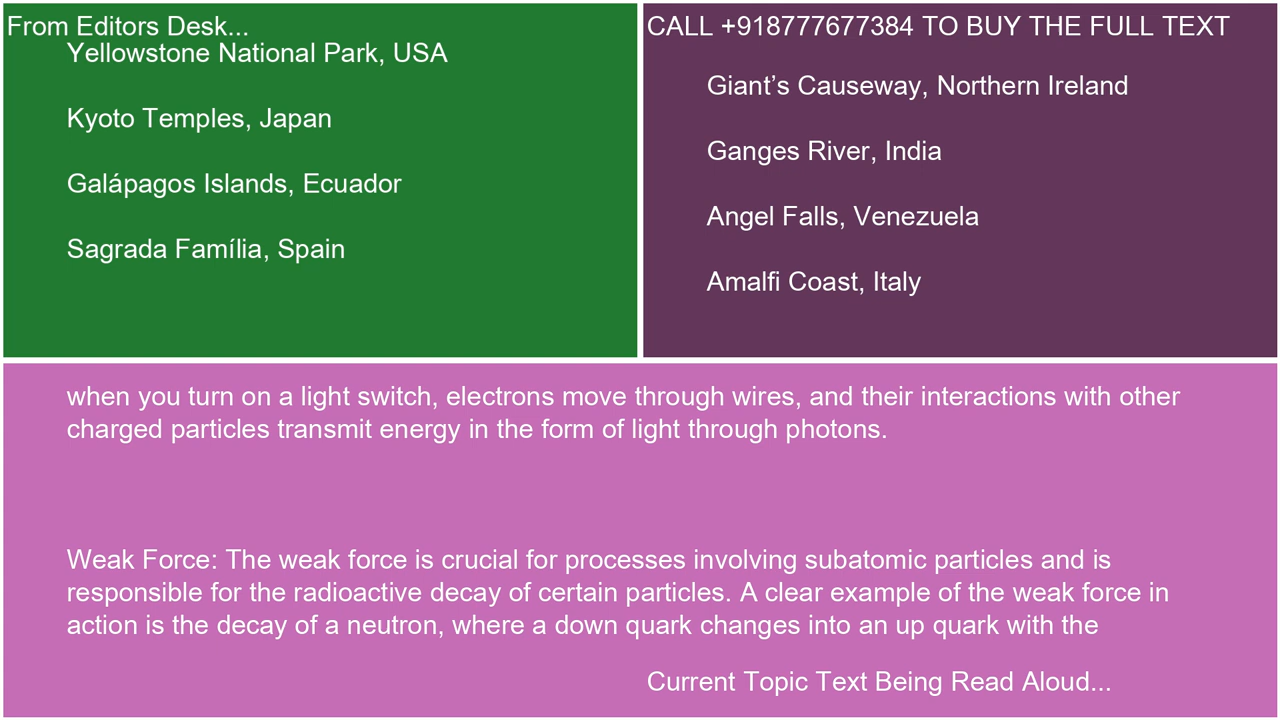 From Editors Desk...
Yellowstone National Park, USA
Kyoto Temples, Japan
Galápagos Islands, Ecuador
Sagrada Família, Spain
CALL +918777677384 TO BUY THE FULL TEXT
Giant’s Causeway, Northern Ireland
Ganges River, India
Angel Falls, Venezuela
Amalfi Coast, Italy
when you turn on a light switch, electrons move through wires, and their interactions with other
charged particles transmit energy in the form of light through photons.
Weak Force: The weak force is crucial for processes involving subatomic particles and is
responsible for the radioactive decay of certain particles. A clear example of the weak force in
action is the decay of a neutron, where a down quark changes into an up quark with the
Current Topic Text Being Read Aloud...